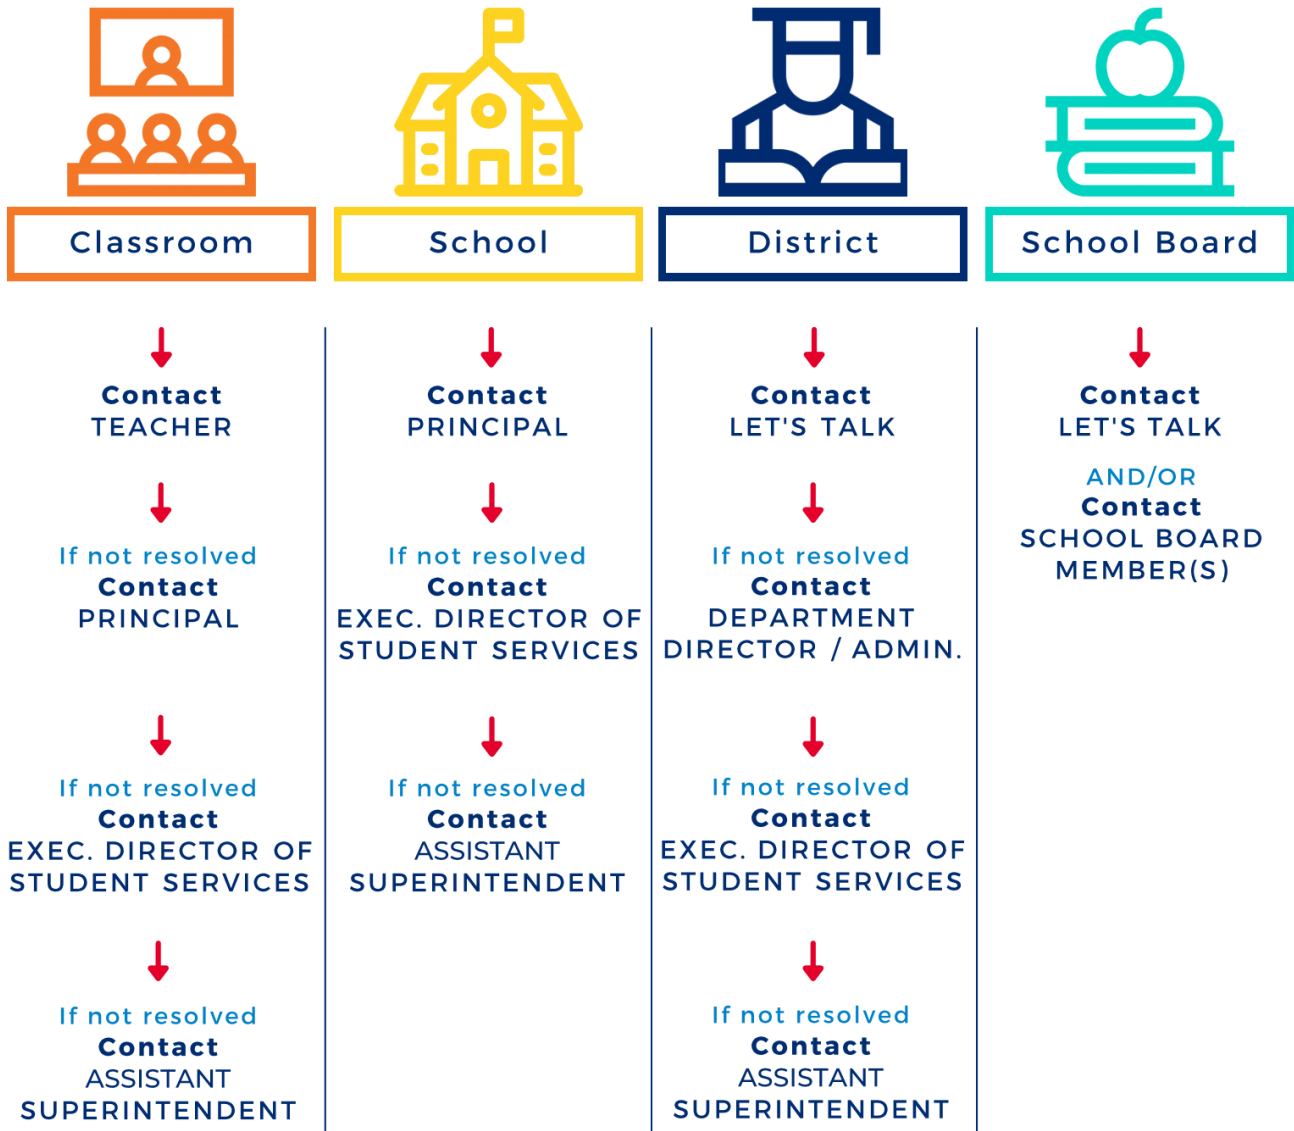 Classroom
Contact
TEACHER
If not resolved
Contact
PRINCIPAL
If not resolved
Contact
EXEC. DIRECTOR OF
STUDENT SERVICES
If not resolved
Contact
ASSISTANT
SUPERINTENDENT
School
Contact
PRINCIPAL
If not resolved
Contact
EXEC. DIRECTOR OF
STUDENT SERVICES
If not resolved
Contact
ASSISTANT
SUPERINTENDENT
District
Contact
LET'S TALK
If not resolved
Contact
DEPARTMENT
DIRECTOR / ADMIN.
If not resolved
Contact
EXEC. DIRECTOR OF
STUDENT SERVICES
If not resolved
Contact
ASSISTANT
SUPERINTENDENT
School Board
Contact
LET'S TALK
AND/OR
Contact
SCHOOL BOARD
MEMBER(S)